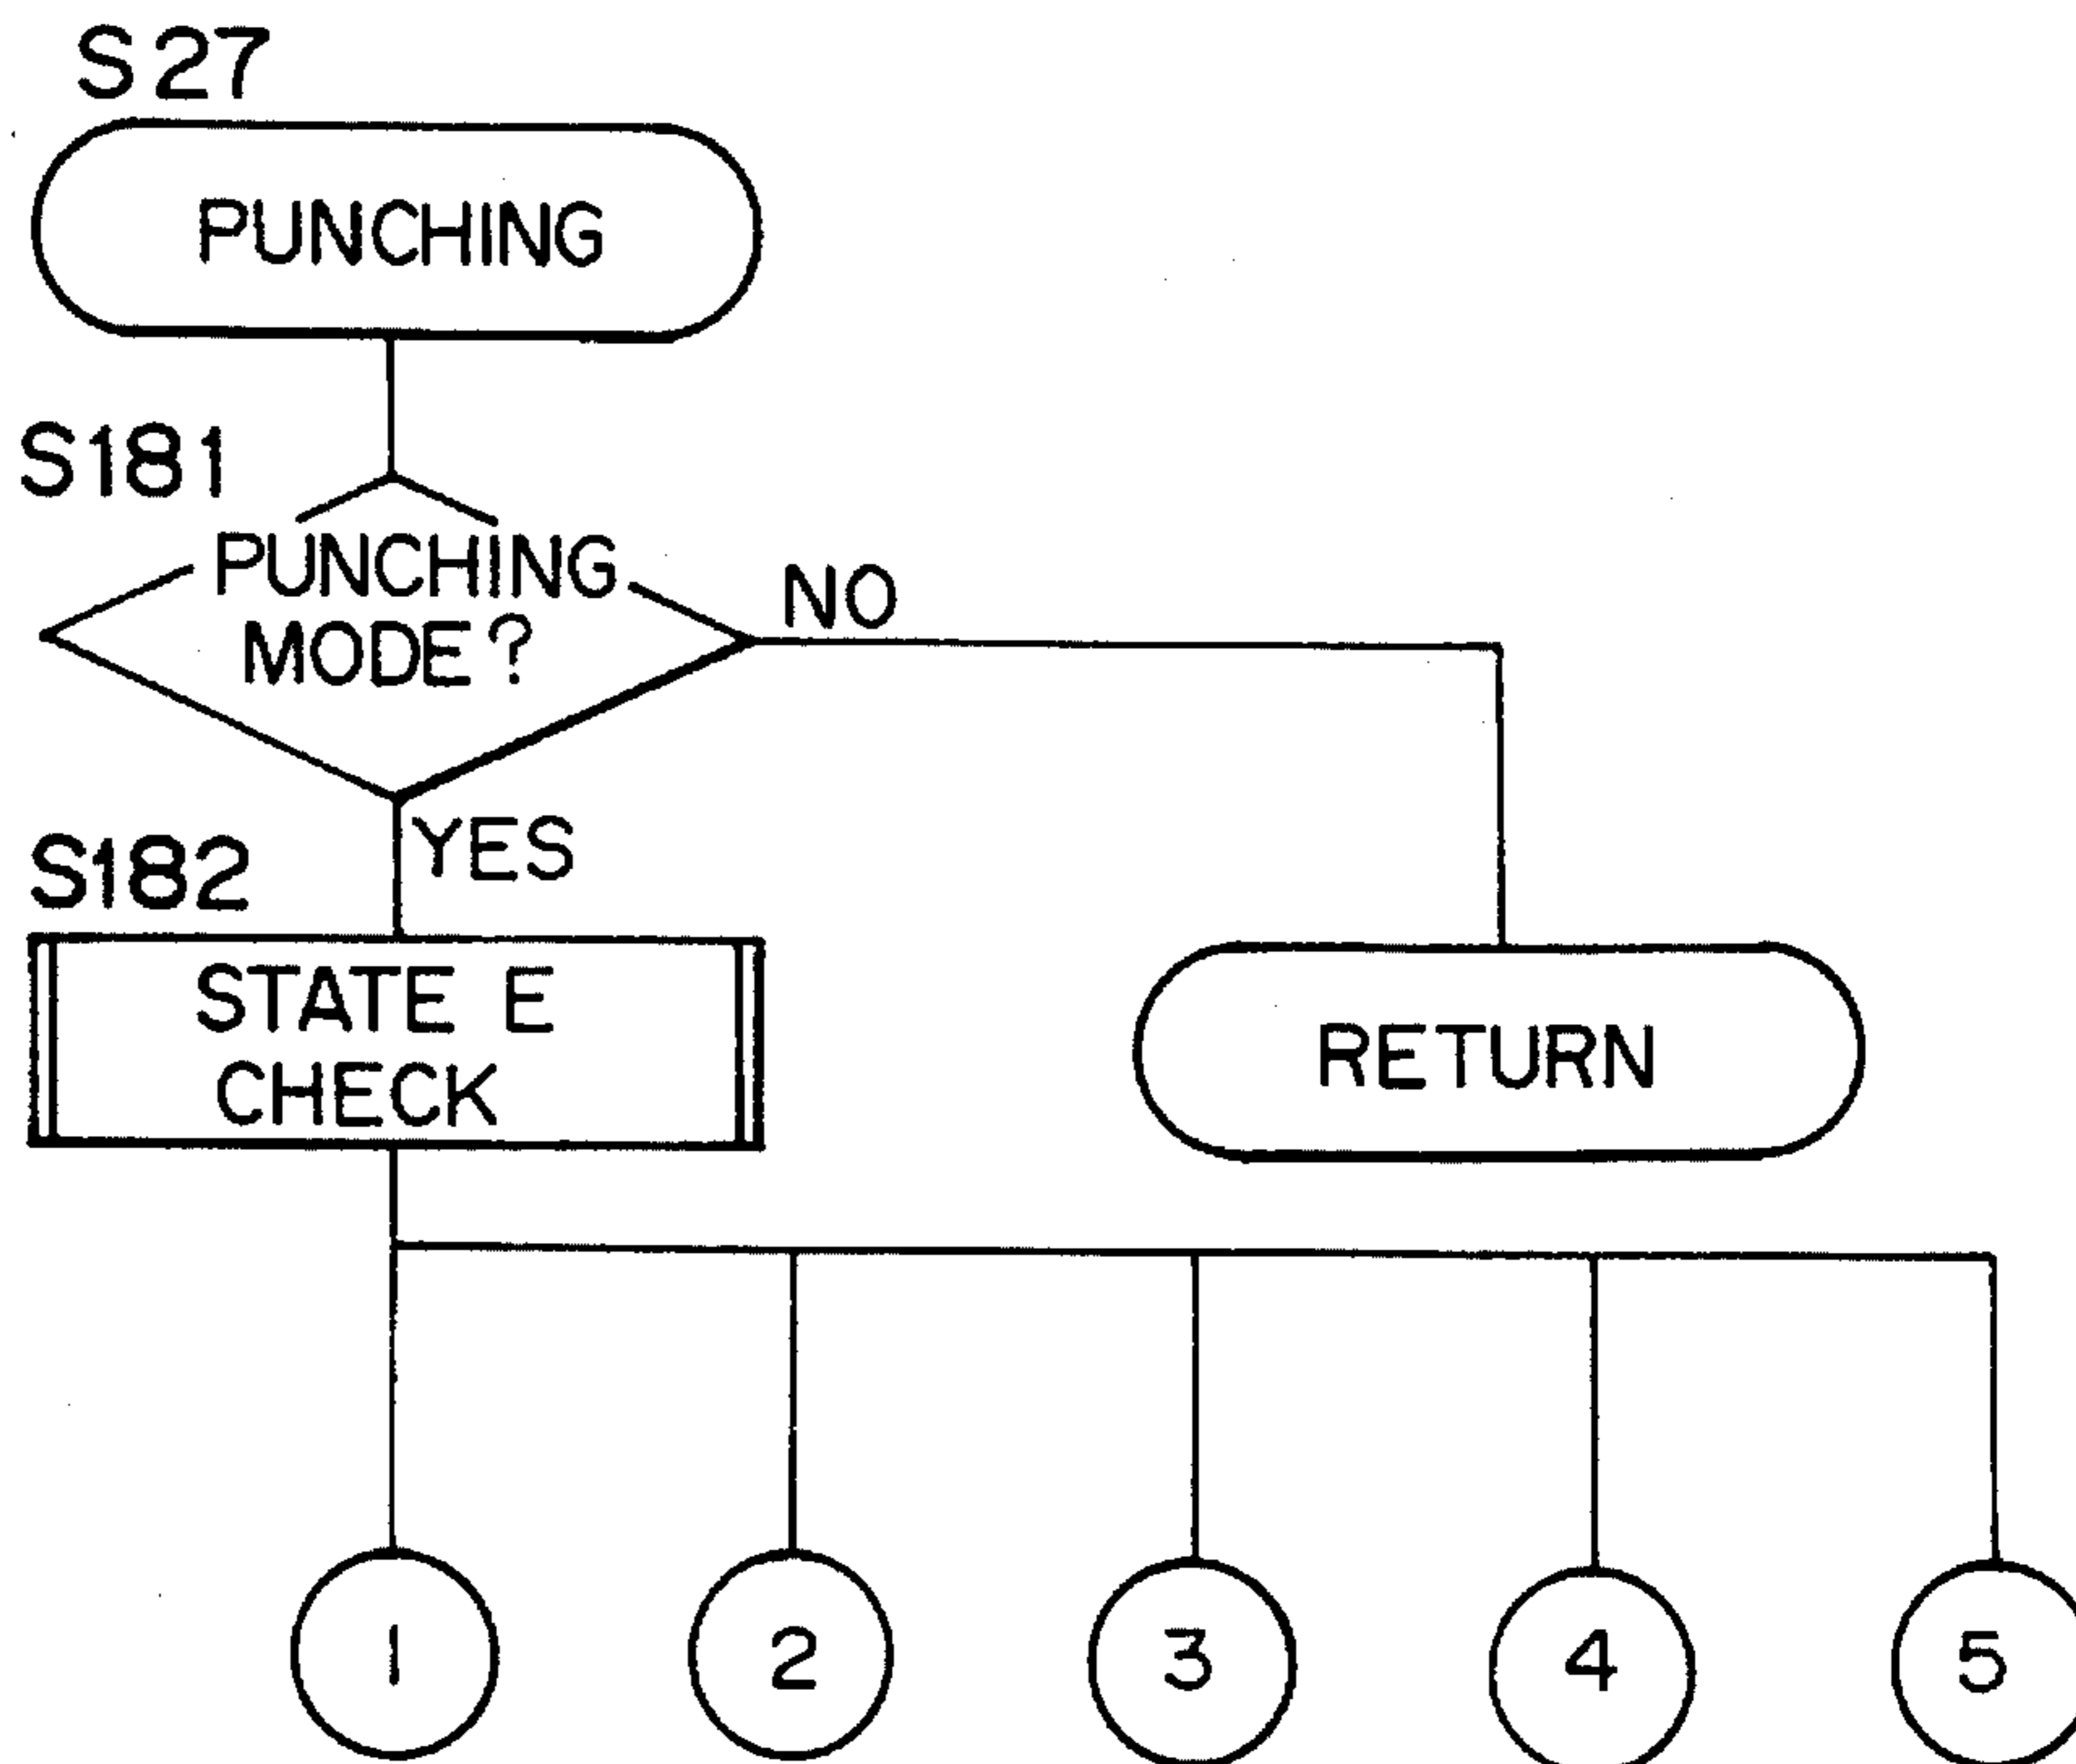 S27
PUNCHING
S181
PUNCHING
MODE?
NO
YES
S182
STATE E
CHECK
RETURN
1
2
3
4
5